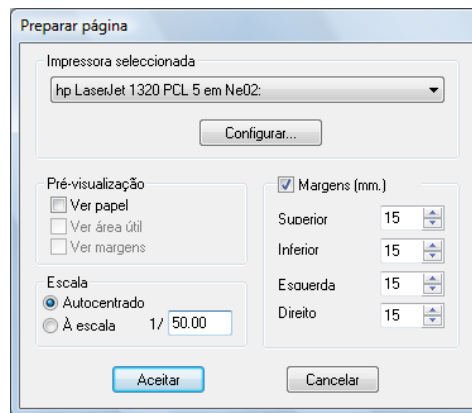 Preparar página
Impressora seleccionada
hp LaserJet 1320 PCL 5 em Ne02:
Configurar...
Pré-visualização
Ver papel
Ver área útil
Ver margens
Margens (mm.)
Superior 15
Inferior 15
Esquerda 15
Direito 15
Escala
Autocentrado
À escala 1/ 50.00
Aceitar
Cancelar